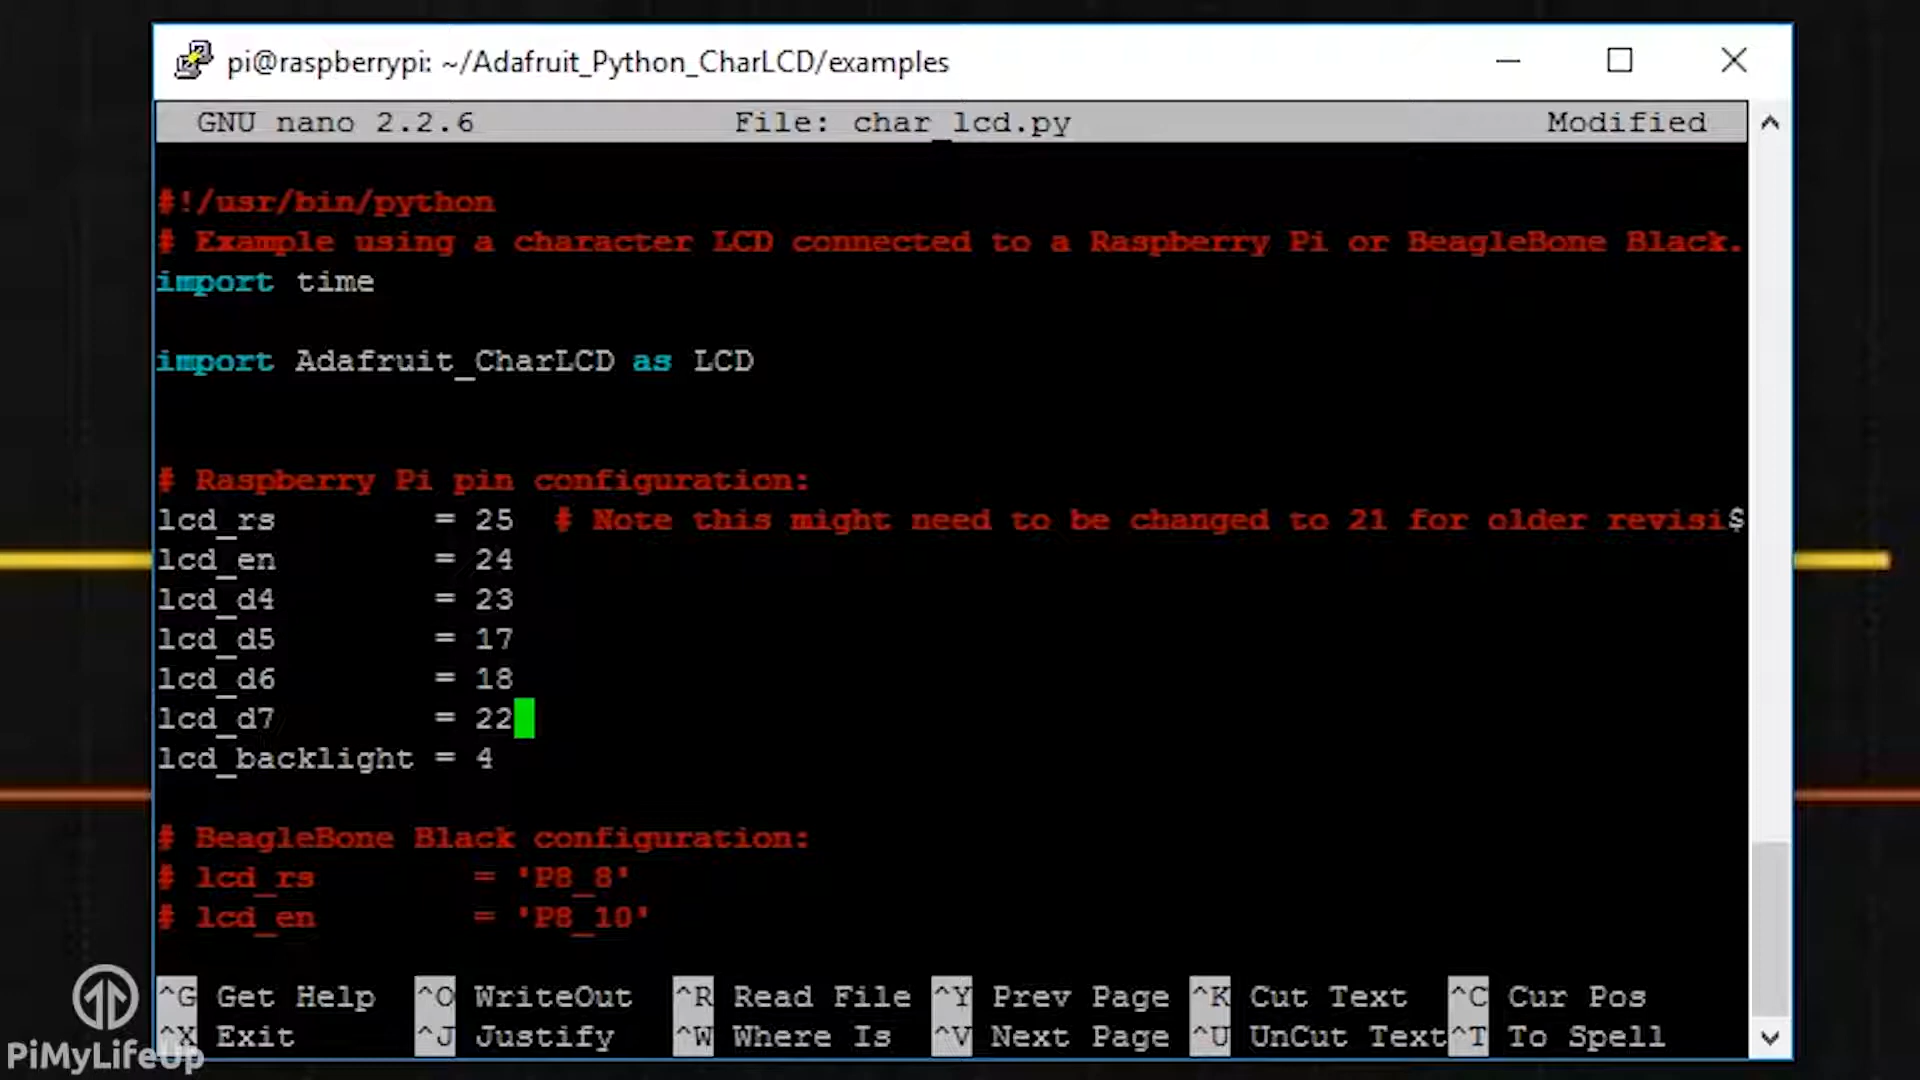 pi@raspberrypi: ~/Adafruit_Python_CharLCD/examples
GNU nano 2.2.6 File: char_lcd.py Modified
#!/usr/bin/python
# Example using a character LCD connected to a Raspberry Pi or BeagleBone Black.
import time
import Adafruit_CharLCD as LCD
# Raspberry Pi pin configuration:
lcd_rs = 25 # Note this might need to be changed to 21 for older revisi$
lcd_en = 24
lcd_d4 = 23
lcd_d5 = 17
lcd_d6 = 18
lcd_d7 = 22
lcd_backlight = 4
# BeagleBone Black configuration:
# lcd_rs = 'P8_8'
# lcd_en = 'P8_10'
^G Get Help ^O WriteOut ^R Read File ^Y Prev Page ^K Cut Text ^C Cur Pos
^X Exit ^J Justify ^W Where Is ^V Next Page ^U UnCut Text ^T To Spell
PiMyLifeUp